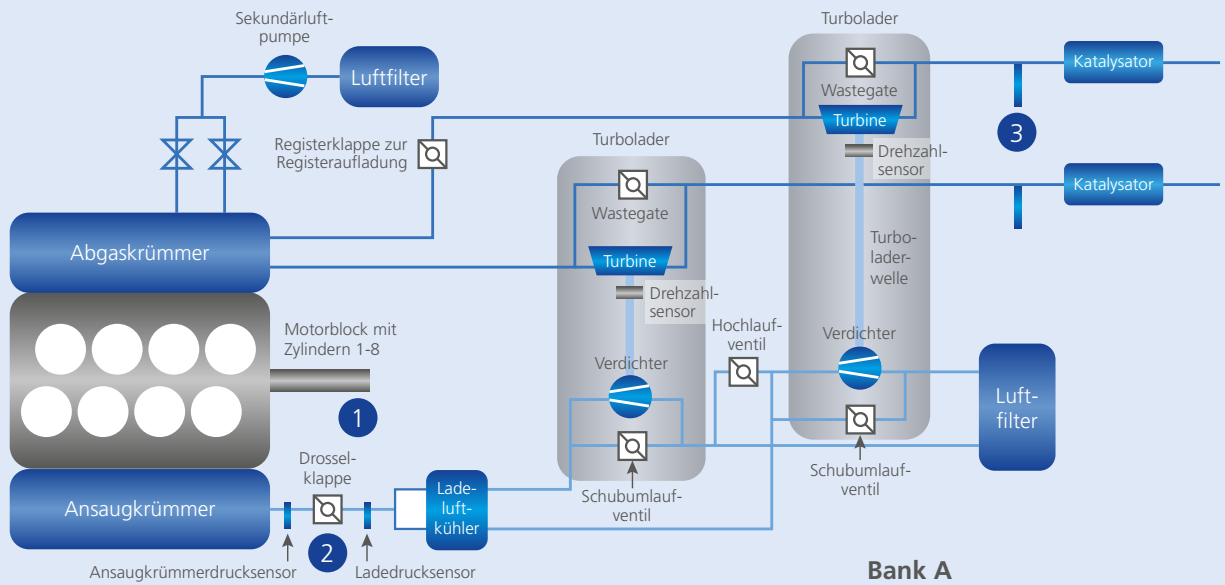 Sekundärluft-
pumpe
Luftfilter
Turbolader
Wastegate
Turbine
Drehzahl-
sensor
Katalysator
3
Registerklappe zur
Registeraufladung
Turbolader
Wastegate
Turbine
Drehzahl-
sensor
Katalysator
Turbo-
lader-
welle
Abgaskrümmer
Motorblock mit
Zylindern 1-8
1
Hochlauf-
ventil
Verdichter
Verdichter
Luft-
filter
Schubumlauf-
ventil
Schubumlauf-
ventil
Ansaugkrümmer
Drossel-
klappe
2
Lade-
luft-
kühler
Ansaugkrümmerdrucksensor
Ladedrucksensor
Bank A